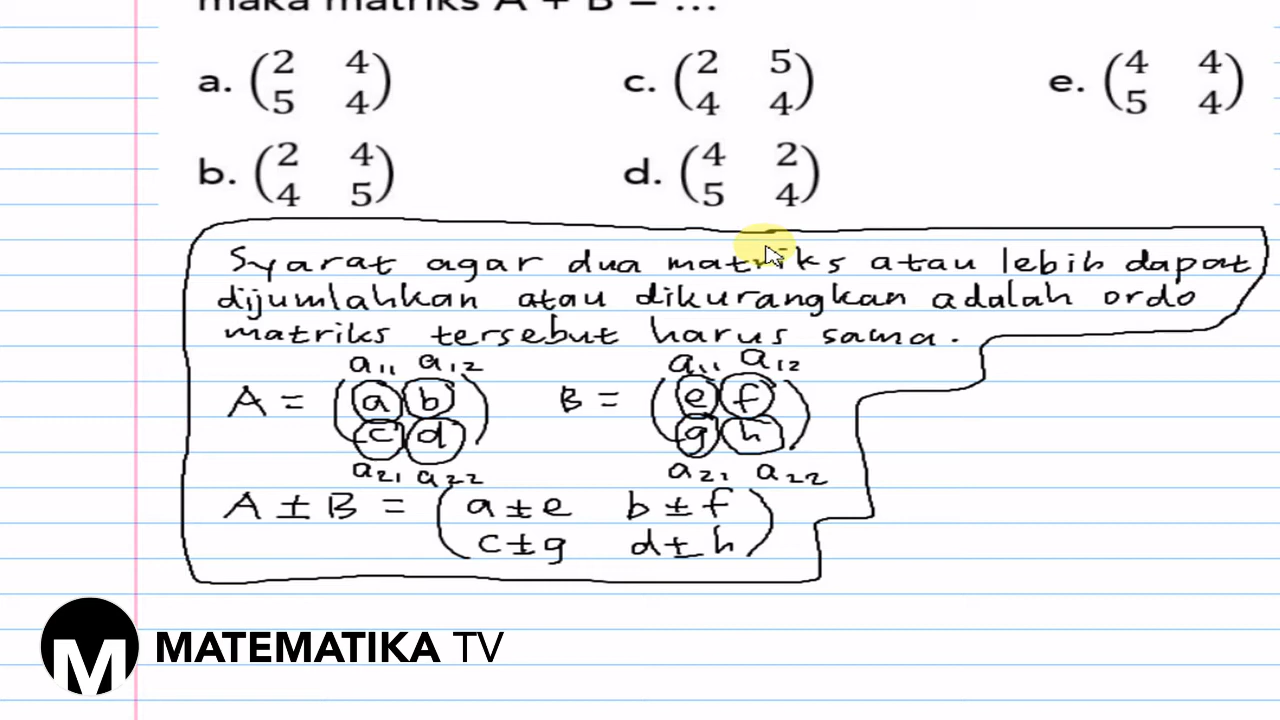 maka matriks A + B = ...
a. (2 4
5 4)
c. (2 5
4 4)
e. (4 4
5 4)
b. (2 4
4 5)
d. (4 2
5 4)
Syarat agar dua matriks atau lebih dapat
dijumlahkan atau dikurangkan adalah ordo
matriks tersebut harus sama.
a₁₁ a₁₂ a₁₁ a₁₂
A = (a b B = (e f
c d) g h)
a₂₁ a₂₂ a₂₁ a₂₂
A ± B = (a ± e b ± f
c ± g d ± h)
M MATEMATIKA TV